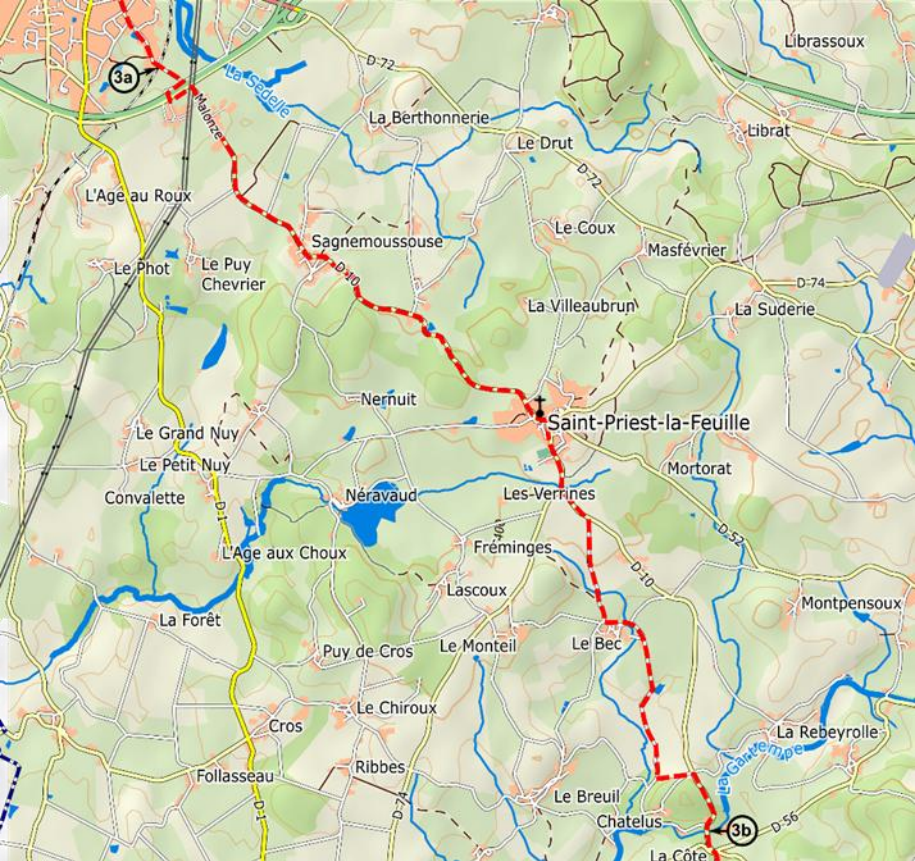 Librassoux
D-72
3a
La Sédelle
Malonze
La Berthonnerie
Librat
Le Drut
D-72
L'Age au Roux
Le Coux
Sagnemoussouse
Masfévrier
Le Phot
Le Puy
Chevrier
D-10
D-74
La Villeaubrun
La Suderie
Nernuit
Saint-Priest-la-Feuille
Le Grand Nuy
Le Petit Nuy
Mortorat
Convalette
Néravaud
Les Verrines
D-1
400
D-52
L'Age aux Choux
Fréminges
D-10
Lascoux
Montpensoux
La Forêt
Puy de Cros
Le Monteil
Le Bec
Le Chiroux
Cros
La Rebeyrolle
La Gartempe
Follasseau
Ribbes
D-1
D-74
Le Breuil
Chatelus
3b
D-56
La Côte